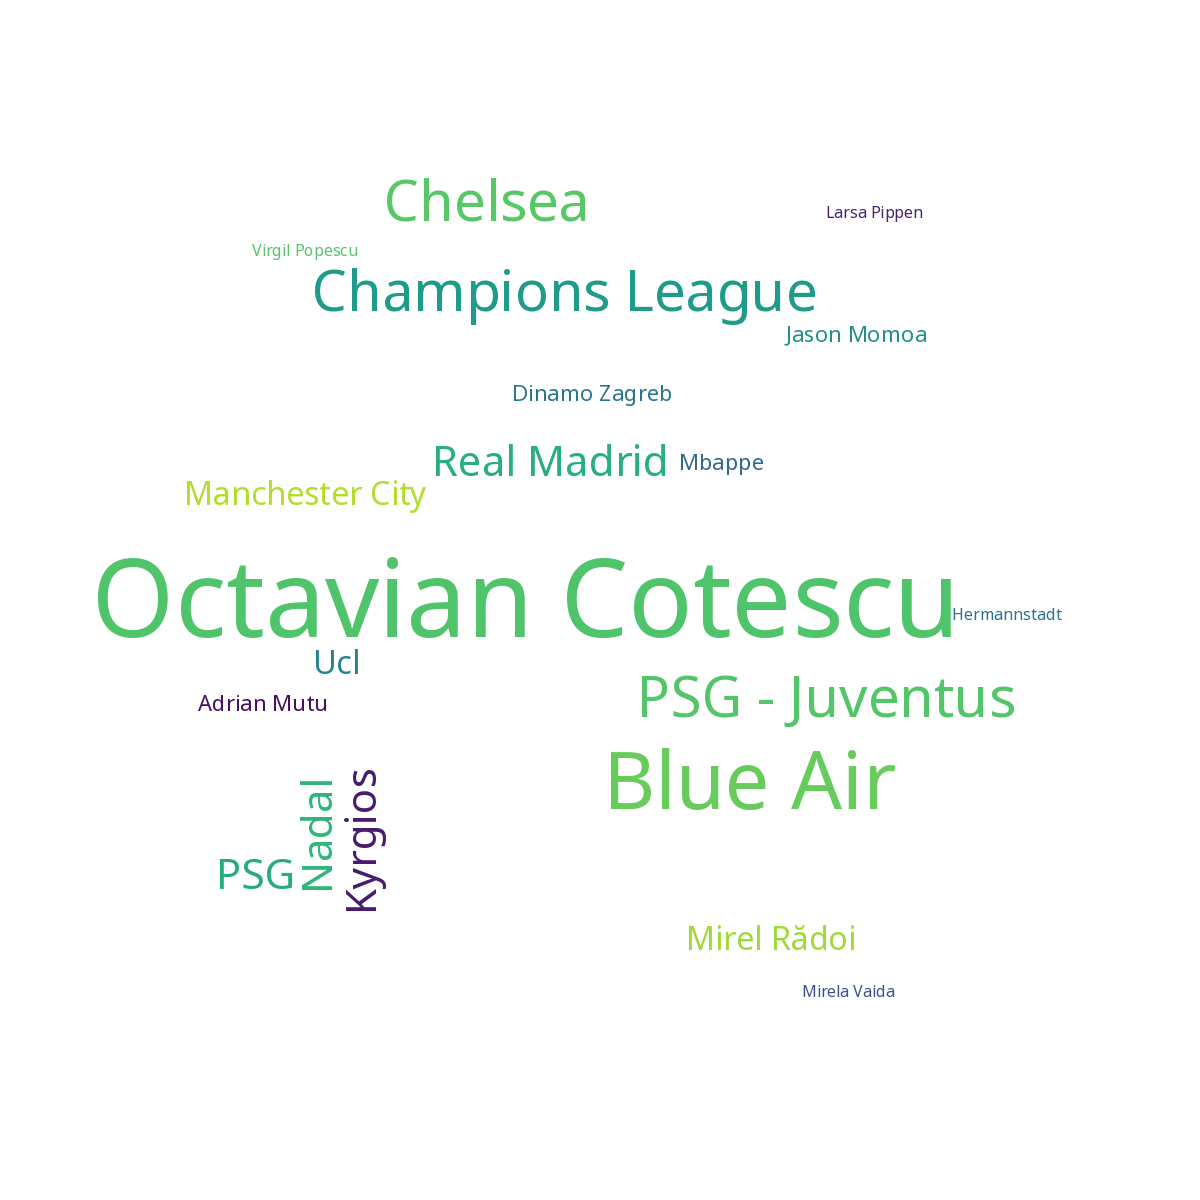 Chelsea
Larsa Pippen
Virgil Popescu
Champions League
Jason Momoa
Dinamo Zagreb
Real Madrid
Mbappe
Manchester City
Octavian Cotescu
Hermannstadt
Ucl
PSG - Juventus
Adrian Mutu
Blue Air
Nadal
Kyrgios
PSG
Mirel Rădoi
Mirela Vaida